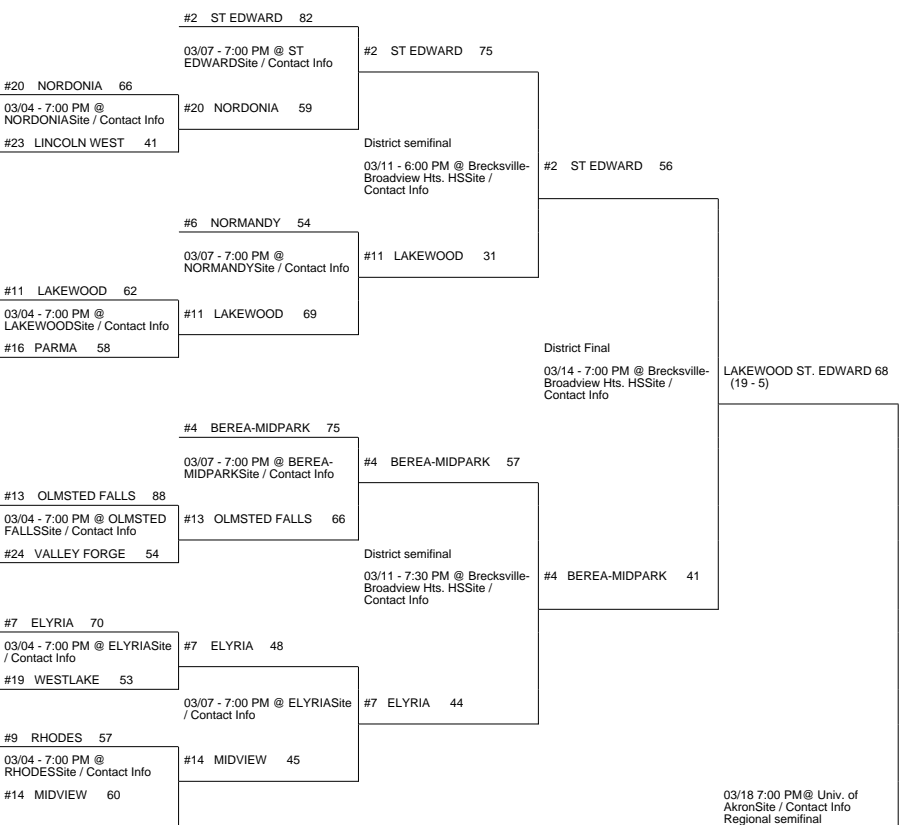 #2 ST EDWARD 82
03/07 - 7:00 PM @ ST
EDWARDSite / Contact Info
#2 ST EDWARD 75
#20 NORDONIA 66
03/04 - 7:00 PM @
NORDONIASite / Contact Info
#20 NORDONIA 59
#23 LINCOLN WEST 41
District semifinal
03/11 - 6:00 PM @ Brecksville-
Broadview Hts. HSSite /
Contact Info
#2 ST EDWARD 56
#6 NORMANDY 54
03/07 - 7:00 PM @
NORMANDYSite / Contact Info
#11 LAKEWOOD 31
#11 LAKEWOOD 62
03/04 - 7:00 PM @
LAKEWOODSite / Contact Info
#11 LAKEWOOD 69
#16 PARMA 58
District Final
03/14 - 7:00 PM @ Brecksville-
Broadview Hts. HSSite /
Contact Info
LAKEWOOD ST. EDWARD 68
(19 - 5)
#4 BEREA-MIDPARK 75
03/07 - 7:00 PM @ BEREA-
MIDPARKSite / Contact Info
#4 BEREA-MIDPARK 57
#13 OLMSTED FALLS 88
03/04 - 7:00 PM @ OLMSTED
FALLSSite / Contact Info
#13 OLMSTED FALLS 66
#24 VALLEY FORGE 54
District semifinal
03/11 - 7:30 PM @ Brecksville-
Broadview Hts. HSSite /
Contact Info
#4 BEREA-MIDPARK 41
#7 ELYRIA 70
03/04 - 7:00 PM @ ELYRIASite
/ Contact Info
#7 ELYRIA 48
#19 WESTLAKE 53
03/07 - 7:00 PM @ ELYRIASite
/ Contact Info
#7 ELYRIA 44
#9 RHODES 57
03/04 - 7:00 PM @
RHODESSite / Contact Info
#14 MIDVIEW 45
#14 MIDVIEW 60
03/18 7:00 PM@ Univ. of
AkronSite / Contact Info
Regional semifinal